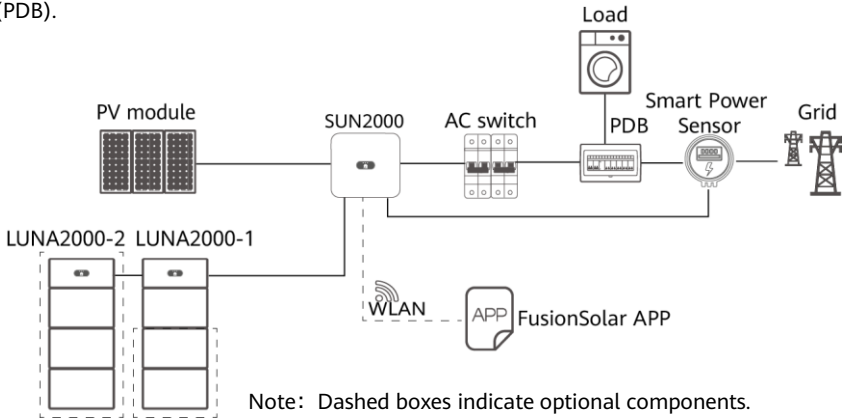 (PDB).
Load
PV module
SUN2000
AC switch
PDB
Smart Power
Sensor
Grid
LUNA2000-2 LUNA2000-1
WLAN
APP
FusionSolar APP
Note: Dashed boxes indicate optional components.